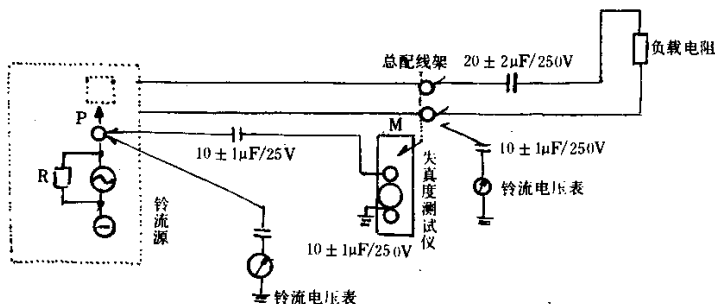 总配线架
20±2μF/250V
负载电阻
P
M
10±1μF/25V
10±1μF/250V
R
铃流源
失真度测试仪
铃流电压表
10±1μF/250V
铃流电压表